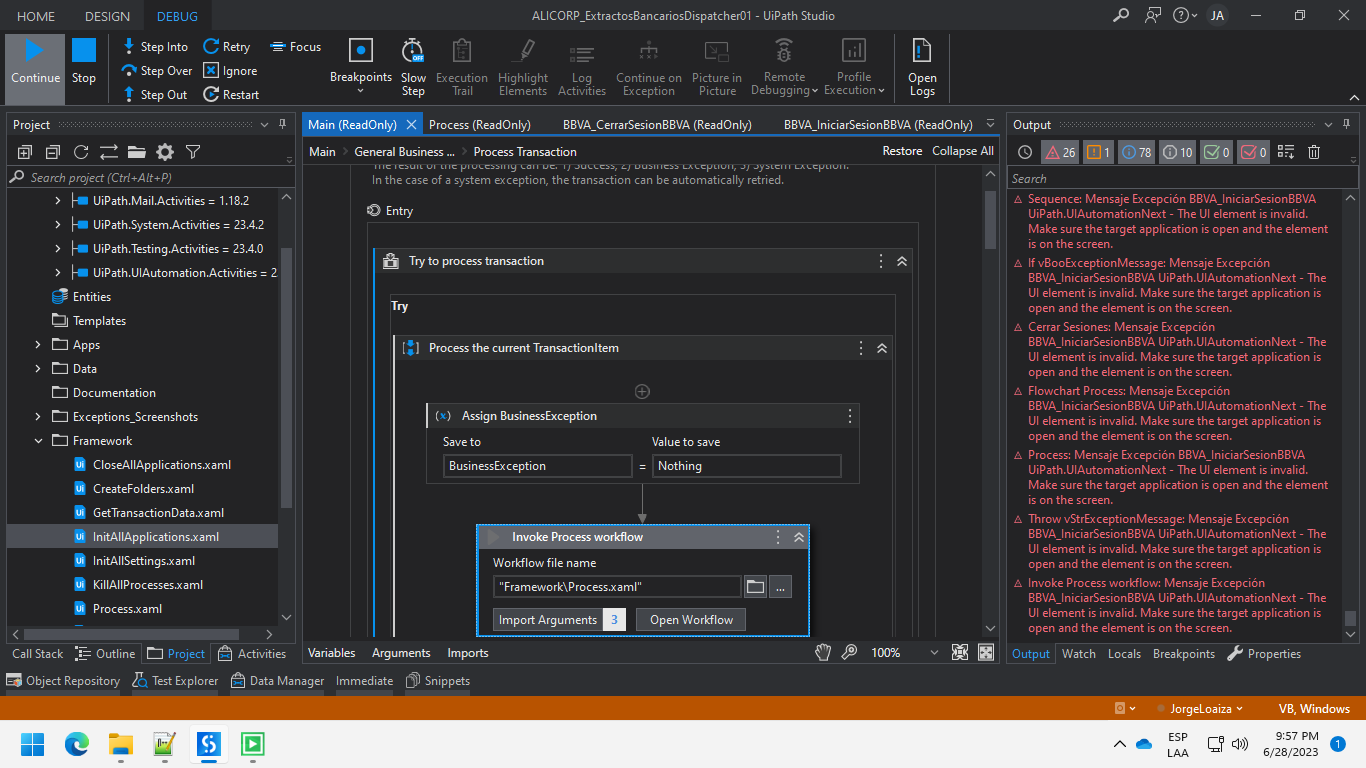 HOME DESIGN DEBUG
ALICORP_ExtractosBancariosDispatcher01 - UiPath Studio
JA
Continue
Stop
Step Into
Step Over
Step Out
Retry
Ignore
Restart
Focus
Breakpoints
Slow
Step
Execution
Trail
Highlight
Elements
Log
Activities
Continue on
Exception
Picture in
Picture
Remote
Debugging
Profile
Execution
Open
Logs
Project
Search project (Ctrl+Alt+P)
UiPath.Mail.Activities = 1.18.2
UiPath.System.Activities = 23.4.2
UiPath.Testing.Activities = 23.4.0
UiPath.UIAutomation.Activities = 2
Entities
Templates
Apps
Data
Documentation
Exceptions_Screenshots
Framework
CloseAllApplications.xaml
CreateFolders.xaml
GetTransactionData.xaml
InitAllApplications.xaml
InitAllSettings.xaml
KillAllProcesses.xaml
Process.xaml
Call Stack Outline Project Activities
Main (ReadOnly) Process (ReadOnly) BBVA_CerrarSesionBBVA (ReadOnly) BBVA_IniciarSesionBBVA (ReadOnly)
Main General Business ... Process Transaction
Restore Collapse All
The result of the processing can be: 1) Success, 2) Business Exception, 3) System Exception.
In the case of a system exception, the transaction can be automatically retried.
Entry
Try to process transaction
Try
Process the current TransactionItem
Assign BusinessException
Save to Value to save
BusinessException = Nothing
Invoke Process workflow
Workflow file name
"Framework\Process.xaml" ...
Import Arguments 3 Open Workflow
Variables Arguments Imports
100%
Output
26 1 78 10 0 0
Search
Sequence: Mensaje Excepción BBVA_IniciarSesionBBVA
UiPath.UIAutomationNext - The UI element is invalid.
Make sure the target application is open and the element
is on the screen.
If vBooExceptionMessage: Mensaje Excepción
BBVA_IniciarSesionBBVA UiPath.UIAutomationNext - The
UI element is invalid. Make sure the target application is
open and the element is on the screen.
Cerrar Sesiones: Mensaje Excepción
BBVA_IniciarSesionBBVA UiPath.UIAutomationNext - The
UI element is invalid. Make sure the target application is
open and the element is on the screen.
Flowchart Process: Mensaje Excepción
BBVA_IniciarSesionBBVA UiPath.UIAutomationNext - The
UI element is invalid. Make sure the target application is
open and the element is on the screen.
Process: Mensaje Excepción BBVA_IniciarSesionBBVA
UiPath.UIAutomationNext - The UI element is invalid.
Make sure the target application is open and the element
is on the screen.
Throw vStrExceptionMessage: Mensaje Excepción
BBVA_IniciarSesionBBVA UiPath.UIAutomationNext - The
UI element is invalid. Make sure the target application is
open and the element is on the screen.
Invoke Process workflow: Mensaje Excepción
BBVA_IniciarSesionBBVA UiPath.UIAutomationNext - The
UI element is invalid. Make sure the target application is
open and the element is on the screen.
Output Watch Locals Breakpoints Properties
Object Repository Test Explorer Data Manager Immediate Snippets
JorgeLoaiza VB, Windows
ESP
LAA
9:57 PM
6/28/2023
1